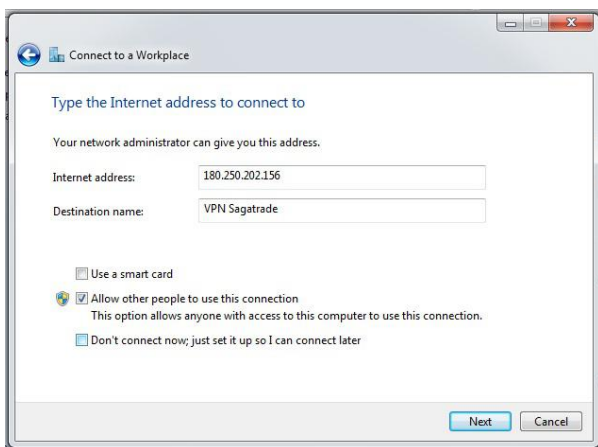 Connect to a Workplace
Type the Internet address to connect to
Your network administrator can give you this address.
Internet address: 180.250.202.156
Destination name: VPN Sagatrade
Use a smart card
Allow other people to use this connection
This option allows anyone with access to this computer to use this connection.
Don't connect now; just set it up so I can connect later
Next Cancel